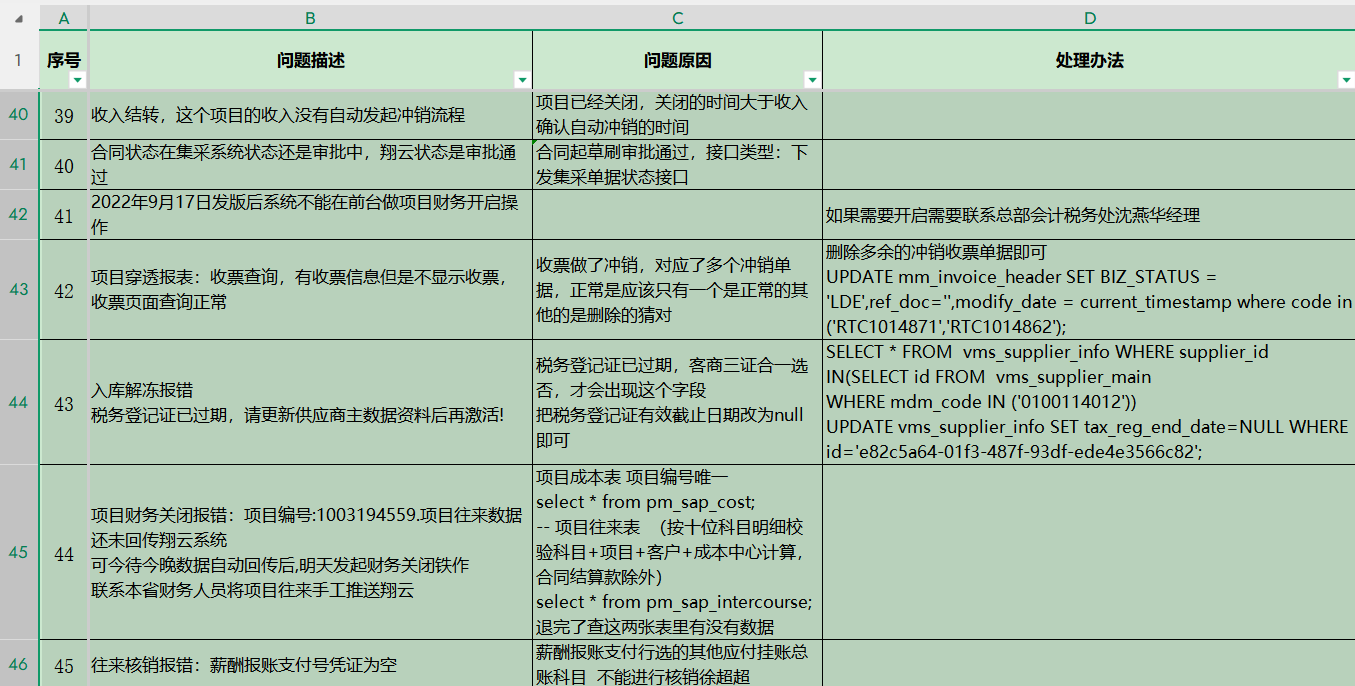 A B C D
1 序号 问题描述 问题原因 处理办法
40 39 收入结转，这个项目的收入没有自动发起冲销流程
项目已经关闭，关闭的时间大于收入
确认自动冲销的时间
41 40 合同状态在集采系统状态还是审批中，翔云状态是审批通
过
合同起草刷审批通过，接口类型：下
发集采单据状态接口
42 41 2022年9月17日发版后系统不能在前台做项目财务开启操
作
如果需要开启需要联系总部会计税务处沈燕华经理
43 42 项目穿透报表：收票查询，有收票信息但是不显示收票，
收票页面查询正常
收票做了冲销，对应了多个冲销单
据，正常是应该只有一个是正常的其
他的是删除的猜对
删除多余的冲销收票单据即可
UPDATE mm_invoice_header SET BIZ_STATUS =
'LDE',ref_doc='',modify_date = current_timestamp where code in
('RTC1014871','RTC1014862');
44 43 入库解冻报错
税务登记证已过期，请更新供应商主数据资料后再激活!
税务登记证已过期，客商三证合一选
否，才会出现这个字段
把税务登记证有效截止日期改为null
即可
SELECT * FROM  vms_supplier_info WHERE supplier_id
IN(SELECT id FROM  vms_supplier_main
WHERE mdm_code IN ('0100114012'))
UPDATE vms_supplier_info SET tax_reg_end_date=NULL WHERE
id='e82c5a64-01f3-487f-93df-ede4e3566c82';
45 44 项目财务关闭报错：项目编号:1003194559.项目往来数据
还未回传翔云系统
可今待今晚数据自动回传后,明天发起财务关闭铁作
联系本省财务人员将项目往来手工推送翔云
项目成本表 项目编号唯一
select * from pm_sap_cost;
-- 项目往来表 （按十位科目明细校
验科目+项目+客户+成本中心计算，
合同结算款除外）
select * from pm_sap_intercourse;
退完了查这两张表里有没有数据
46 45 往来核销报错：薪酬报账支付号凭证为空
薪酬报账支付行选的其他应付挂账总
账科目  不能进行核销徐超超